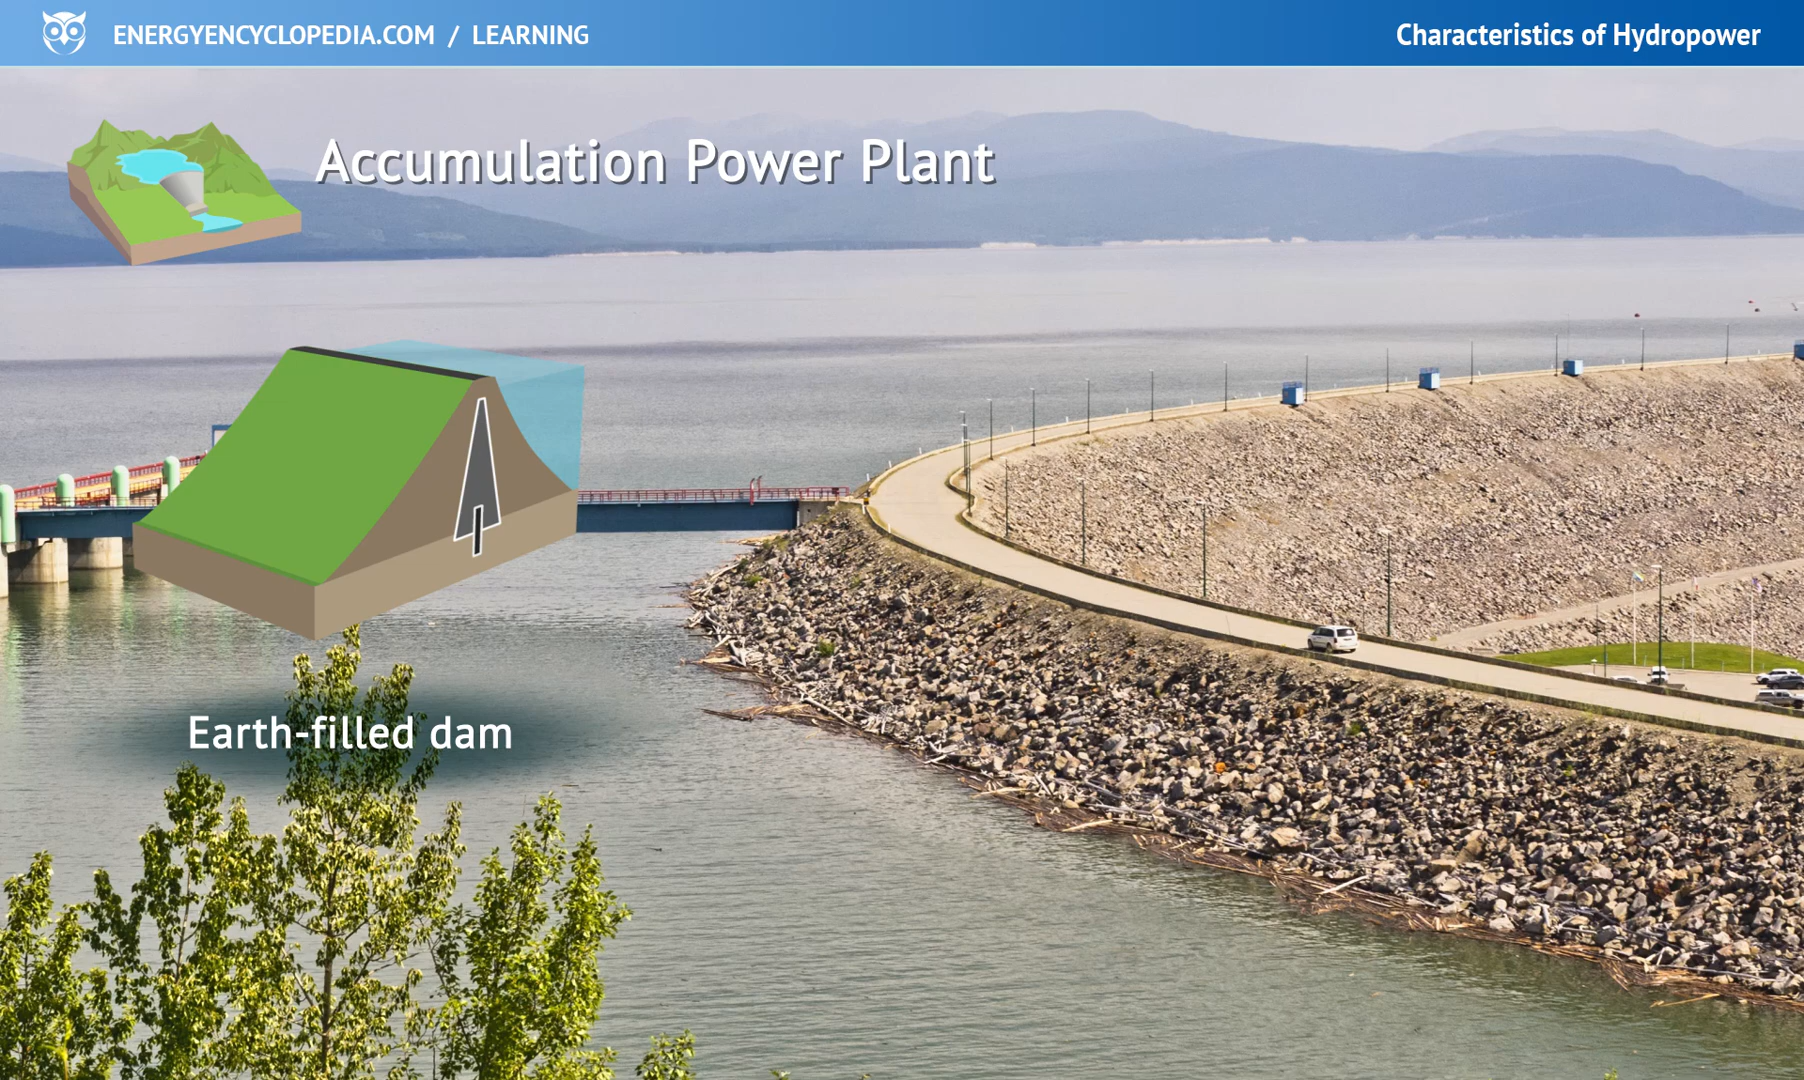 ENERGYENCYCLOPEDIA.COM / LEARNING
Characteristics of Hydropower
Accumulation Power Plant
Earth-filled dam